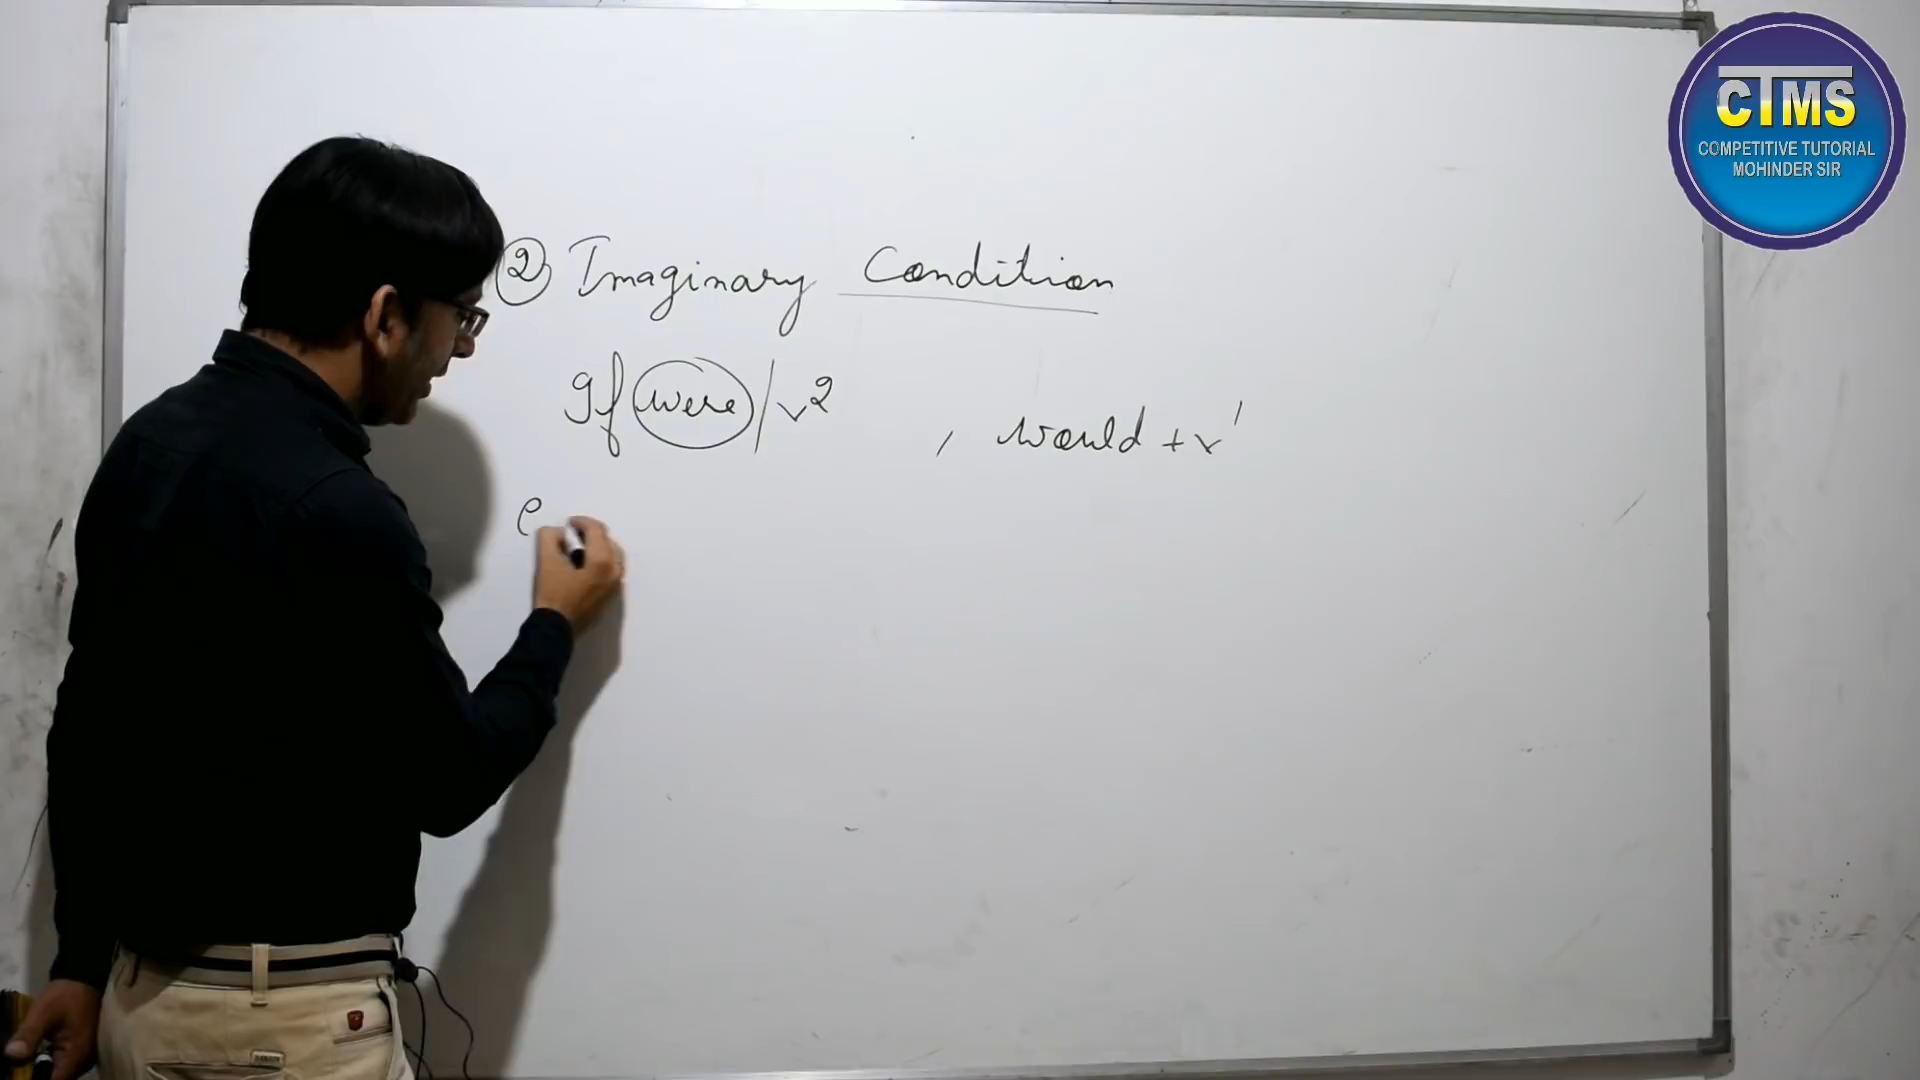 CTMS
COMPETITIVE TUTORIAL
MOHINDER SIR
② Imaginary Condition
If were / v²
, would + v¹
e